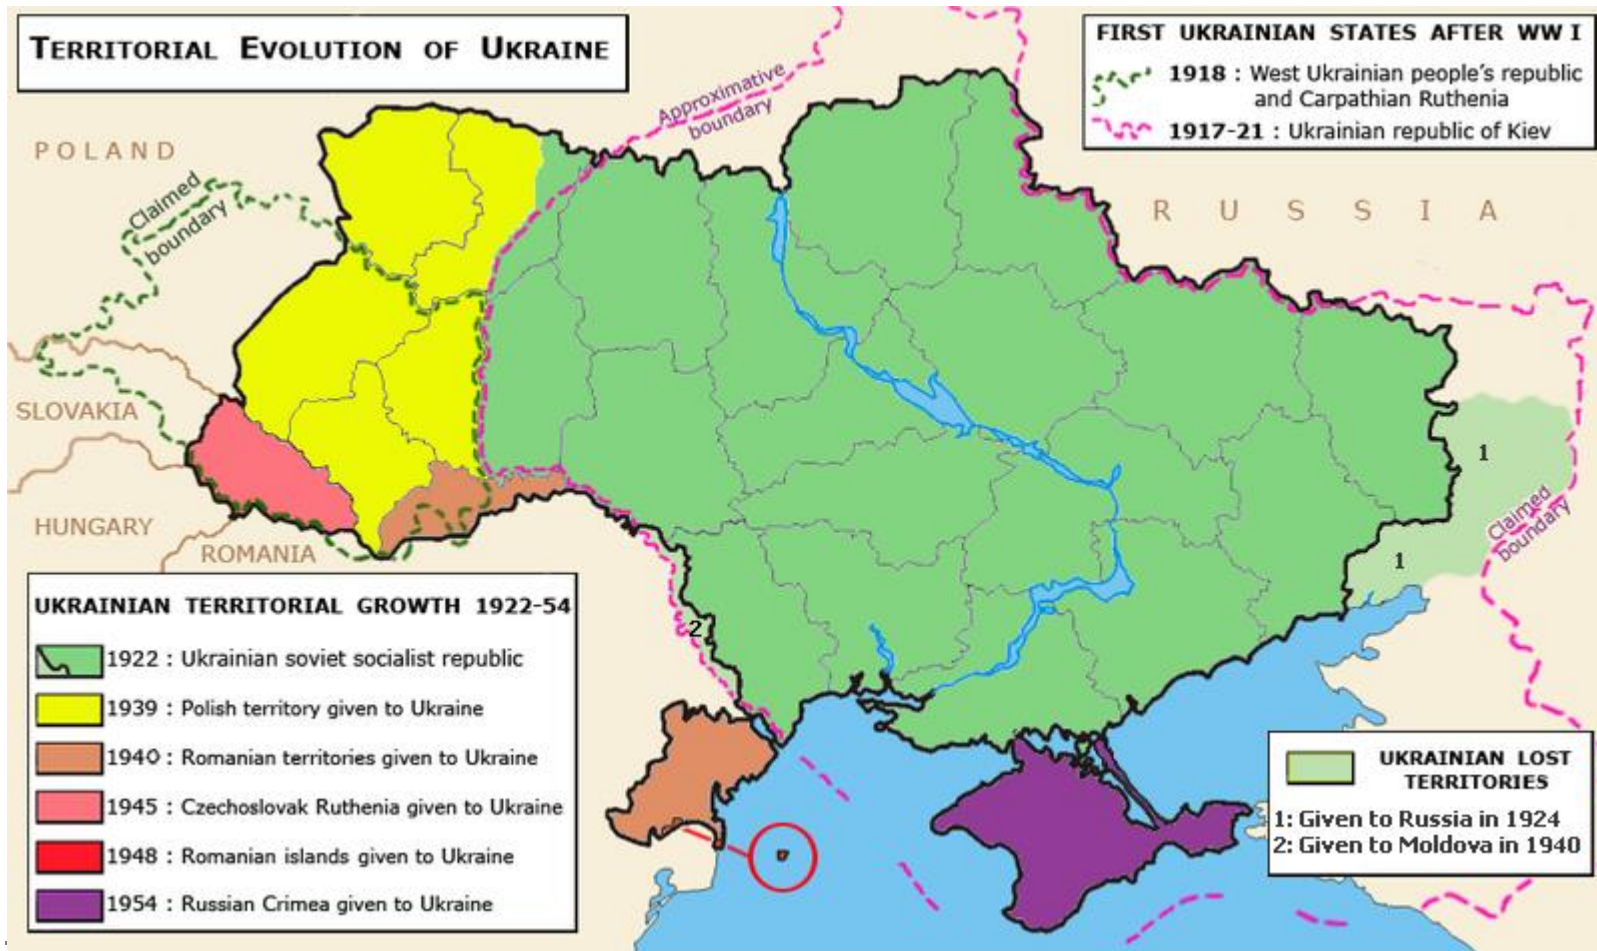 TERRITORIAL EVOLUTION OF UKRAINE
FIRST UKRAINIAN STATES AFTER WW I
1918 : West Ukrainian people's republic
and Carpathian Ruthenia
1917-21 : Ukrainian republic of Kiev
Approximative
boundary
POLAND
Claimed
boundary
RUSSIA
SLOVAKIA
HUNGARY
ROMANIA
1
Claimed
boundary
1
2
UKRAINIAN TERRITORIAL GROWTH 1922-54
1922 : Ukrainian soviet socialist republic
1939 : Polish territory given to Ukraine
1940 : Romanian territories given to Ukraine
1945 : Czechoslovak Ruthenia given to Ukraine
1948 : Romanian islands given to Ukraine
1954 : Russian Crimea given to Ukraine
UKRAINIAN LOST
TERRITORIES
1: Given to Russia in 1924
2: Given to Moldova in 1940